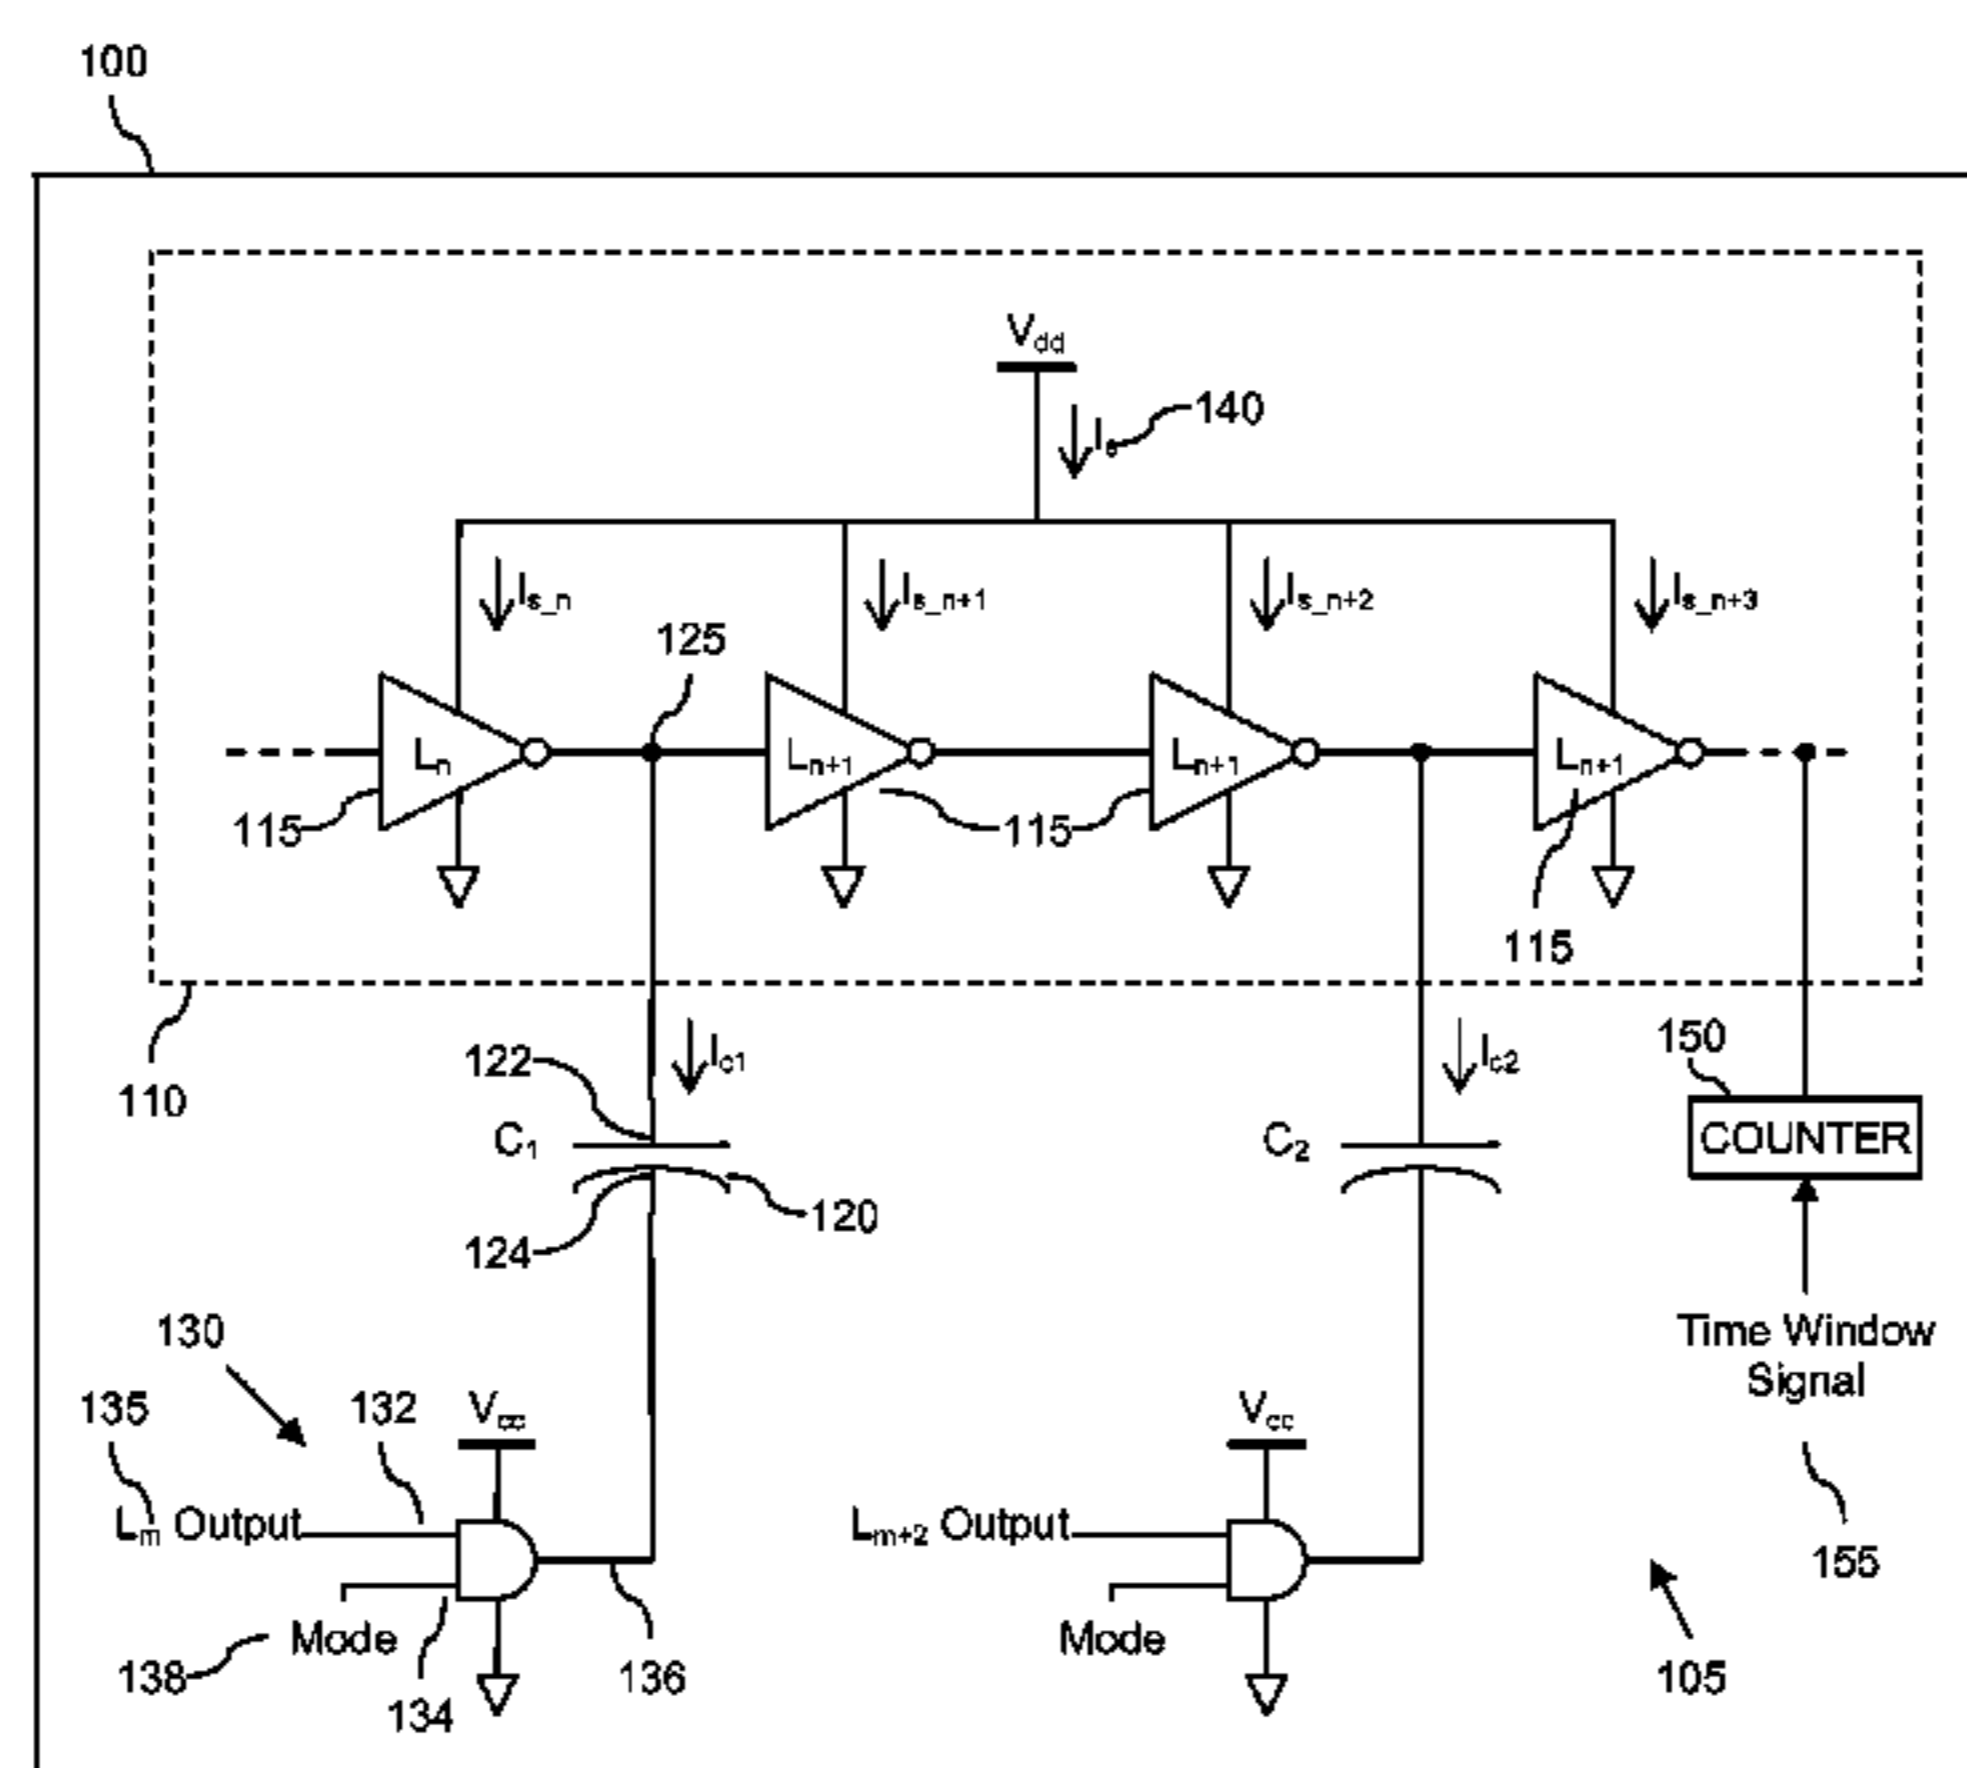 100
Vdd
Is
140
Is_n
Is_n+1
Is_n+2
Is_n+3
125
Ln
Ln+1
Ln+1
Ln+1
115
115
115
110
122
Ic1
Ic2
150
C1
C2
COUNTER
120
124
130
Time Window
Signal
135
132
Vcc
Vcc
Lm Output
Lm+2 Output
155
Mode
Mode
138
134
136
105